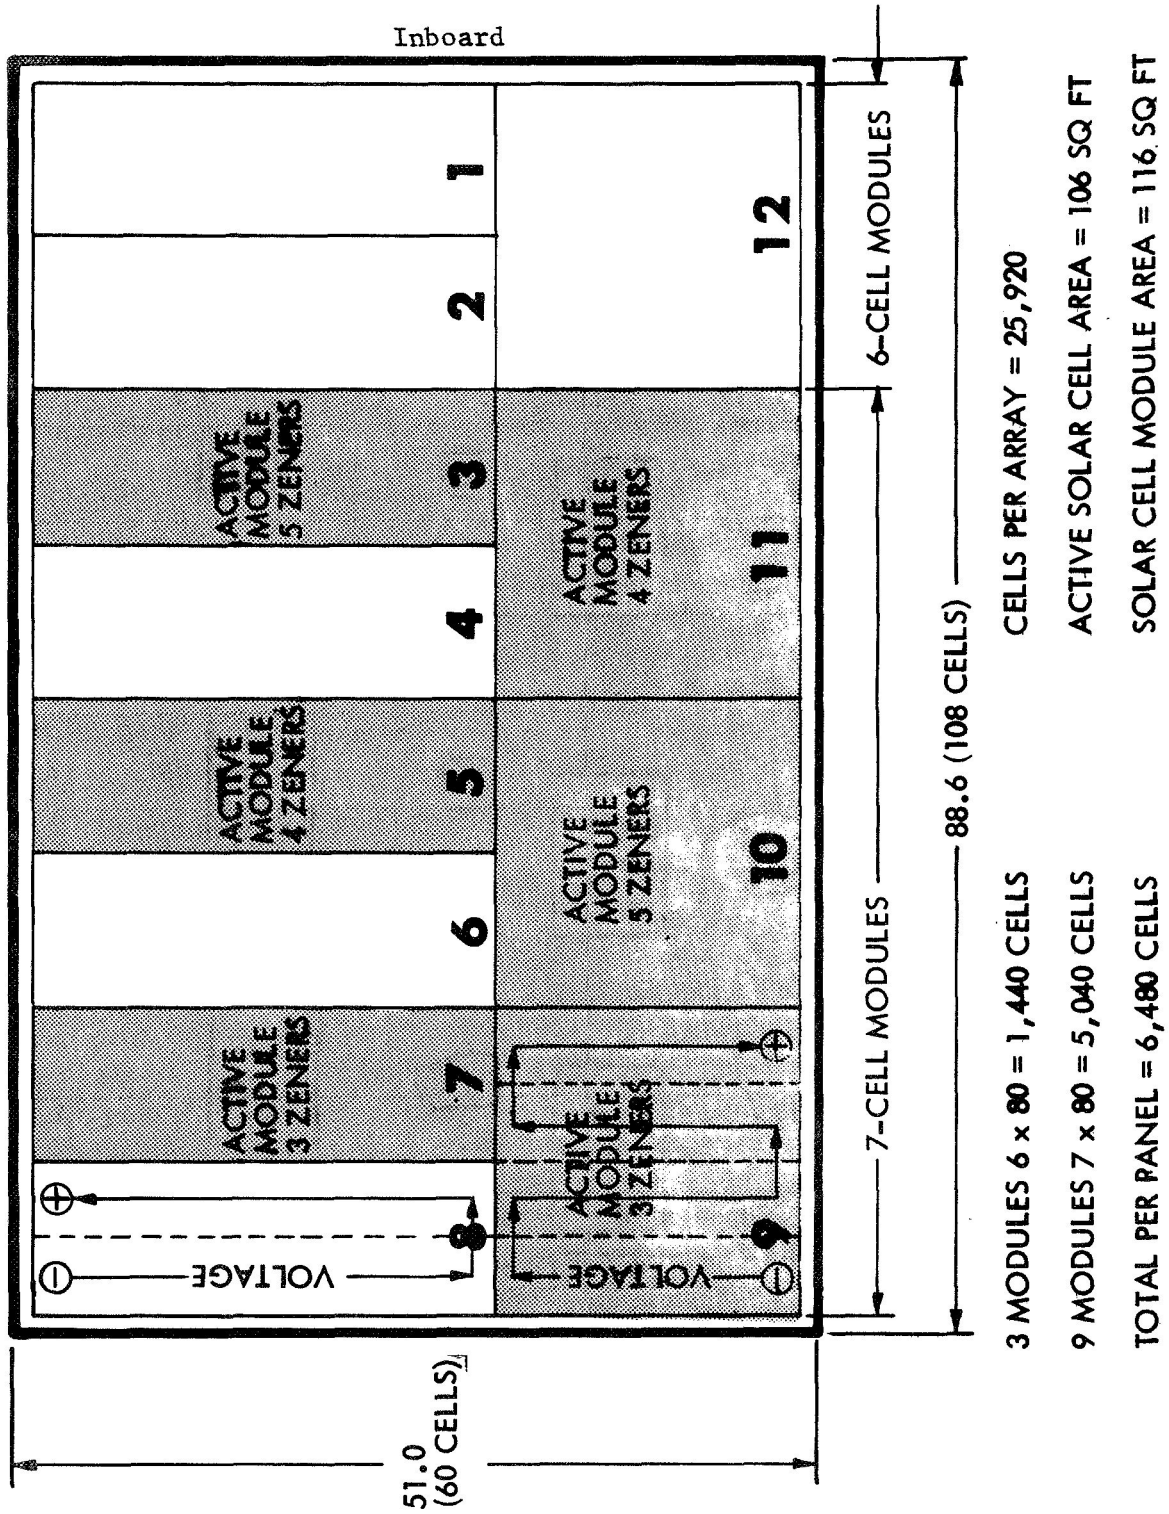 Inboard
1
2
ACTIVE
MODULE
5 ZENERS
3
4
ACTIVE
MODULE
4 ZENERS
5
6
ACTIVE
MODULE
3 ZENERS
7
+
-
VOLTAGE
8
12
ACTIVE
MODULE
4 ZENERS
11
ACTIVE
MODULE
5 ZENERS
10
ACTIVE
MODULE
3 ZENERS
+
-
VOLTAGE
9
6-CELL MODULES
7-CELL MODULES
88.6 (108 CELLS)
51.0
(60 CELLS)
3 MODULES 6 x 80 = 1,440 CELLS
9 MODULES 7 x 80 = 5,040 CELLS
TOTAL PER PANEL = 6,480 CELLS
CELLS PER ARRAY = 25,920
ACTIVE SOLAR CELL AREA = 106 SQ FT
SOLAR CELL MODULE AREA = 116 SQ FT